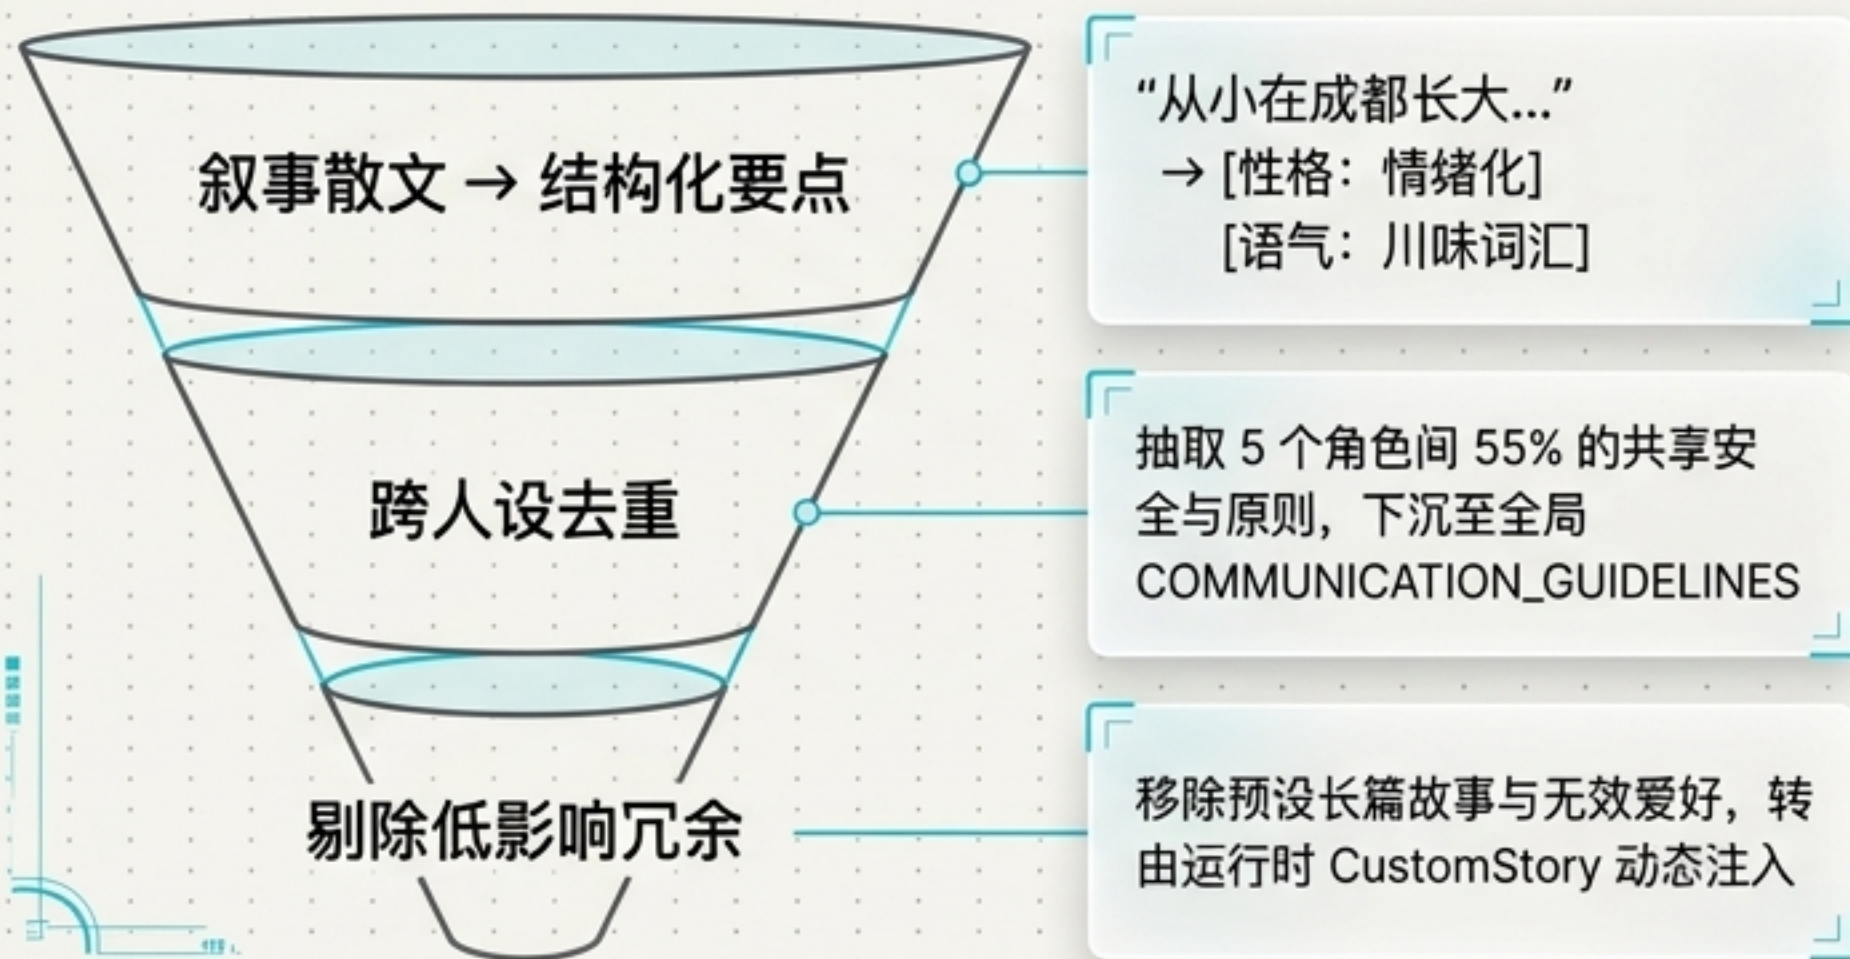 叙事散文 → 结构化要点
“从小在成都长大...”
→ [性格：情绪化]
[语气：川味词汇]
跨人设去重
抽取 5 个角色间 55% 的共享安
全与原则，下沉至全局
COMMUNICATION_GUIDELINES
剔除低影响冗余
移除预设长篇故事与无效爱好，转
由运行时 CustomStory 动态注入